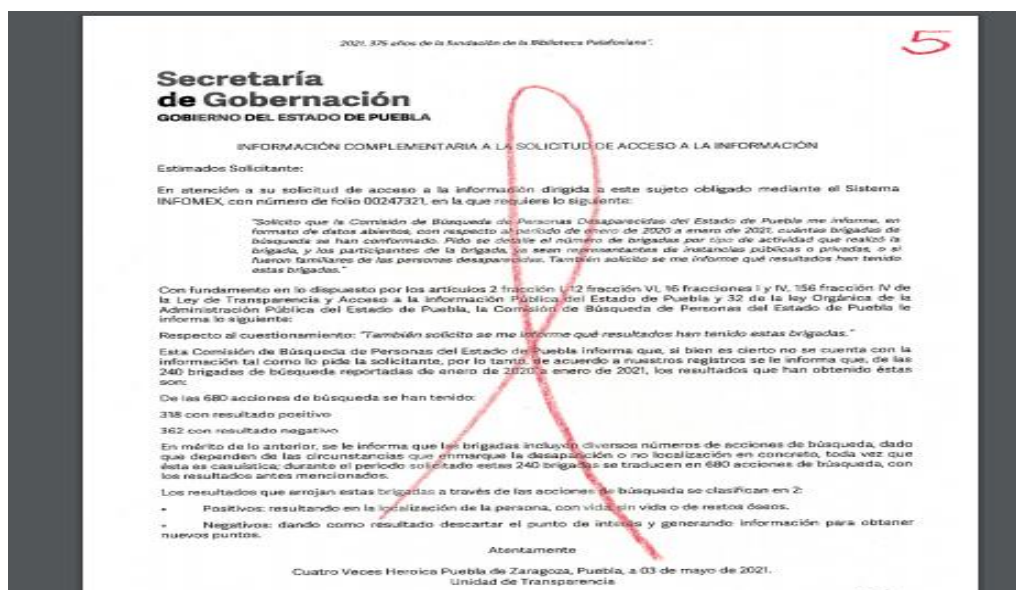 2021, 375 años de la fundación de la Biblioteca Palafoxiana".
5
Secretaría
de Gobernación
GOBIERNO DEL ESTADO DE PUEBLA
INFORMACIÓN COMPLEMENTARIA A LA SOLICITUD DE ACCESO A LA INFORMACIÓN
Estimados Solicitante:
En atención a su solicitud de acceso a la información dirigida a este sujeto obligado mediante el Sistema
INFOMEX, con número de folio 00247321, en la que requiere lo siguiente:
"Solicito que la Comisión de Búsqueda de Personas Desaparecidas del Estado de Puebla me informe, en
formato de datos abiertos, con respecto al periodo de enero de 2020 a enero de 2021, cuántas brigadas de
búsqueda se han conformado. Pido se detalle el número de brigadas por tipo de actividad que realizó la
brigada, y los participentes de la brigada, ya sean representantes de instancias públicas o privadas, o si
fueron familiares de las personas desaparecidas. También solicito se me informe qué resultados han tenido
estas brigadas."
Con fundamento en lo dispuesto por los artículos 2 fracción I, 12 fracción VI, 16 fracciones I y IV, 156 fracción IV de
la Ley de Transparencia y Acceso a la Información Pública del Estado de Puebla y 32 de la ley Orgánica de la
Administración Pública del Estado de Puebla, la Comisión de Búsqueda de Personas del Estado de Puebla le
informa lo siguiente:
Respecto al cuestionamiento: "También solicito se me informe qué resultados han tenido estas brigadas."
Esta Comisión de Búsqueda de Personas del Estado de Puebla informa que, si bien es cierto no se cuenta con la
información tal como lo pide la solicitante, por lo tanto, de acuerdo a nuestros registros se le informa que, de las
240 brigadas de búsqueda reportadas de enero de 2020 a enero de 2021, los resultados que han obtenido éstas
son:
De las 680 acciones de búsqueda se han tenido:
318 con resultado positivo
362 con resultado negativo
En mérito de lo anterior, se le informa que las brigadas incluyen diversos números de acciones de búsqueda, dado
que dependen de las circunstancias que enmarque la desaparición o no localización en concreto, toda vez que
ésta es casuística; durante el periodo solicitado estas 240 brigadas se traducen en 680 acciones de búsqueda, con
los resultados antes mencionados.
Los resultados que arrojan estas brigadas a través de las acciones de búsqueda se clasifican en 2:
- Positivos: resultando en la localización de la persona, con vida, sin vida o de restos óseos.
- Negativos: dando como resultado descartar el punto de interés y generando información para obtener
nuevos puntos.
Atentamente
Cuatro Veces Heroica Puebla de Zaragoza, Puebla, a 03 de mayo de 2021.
Unidad de Transparencia